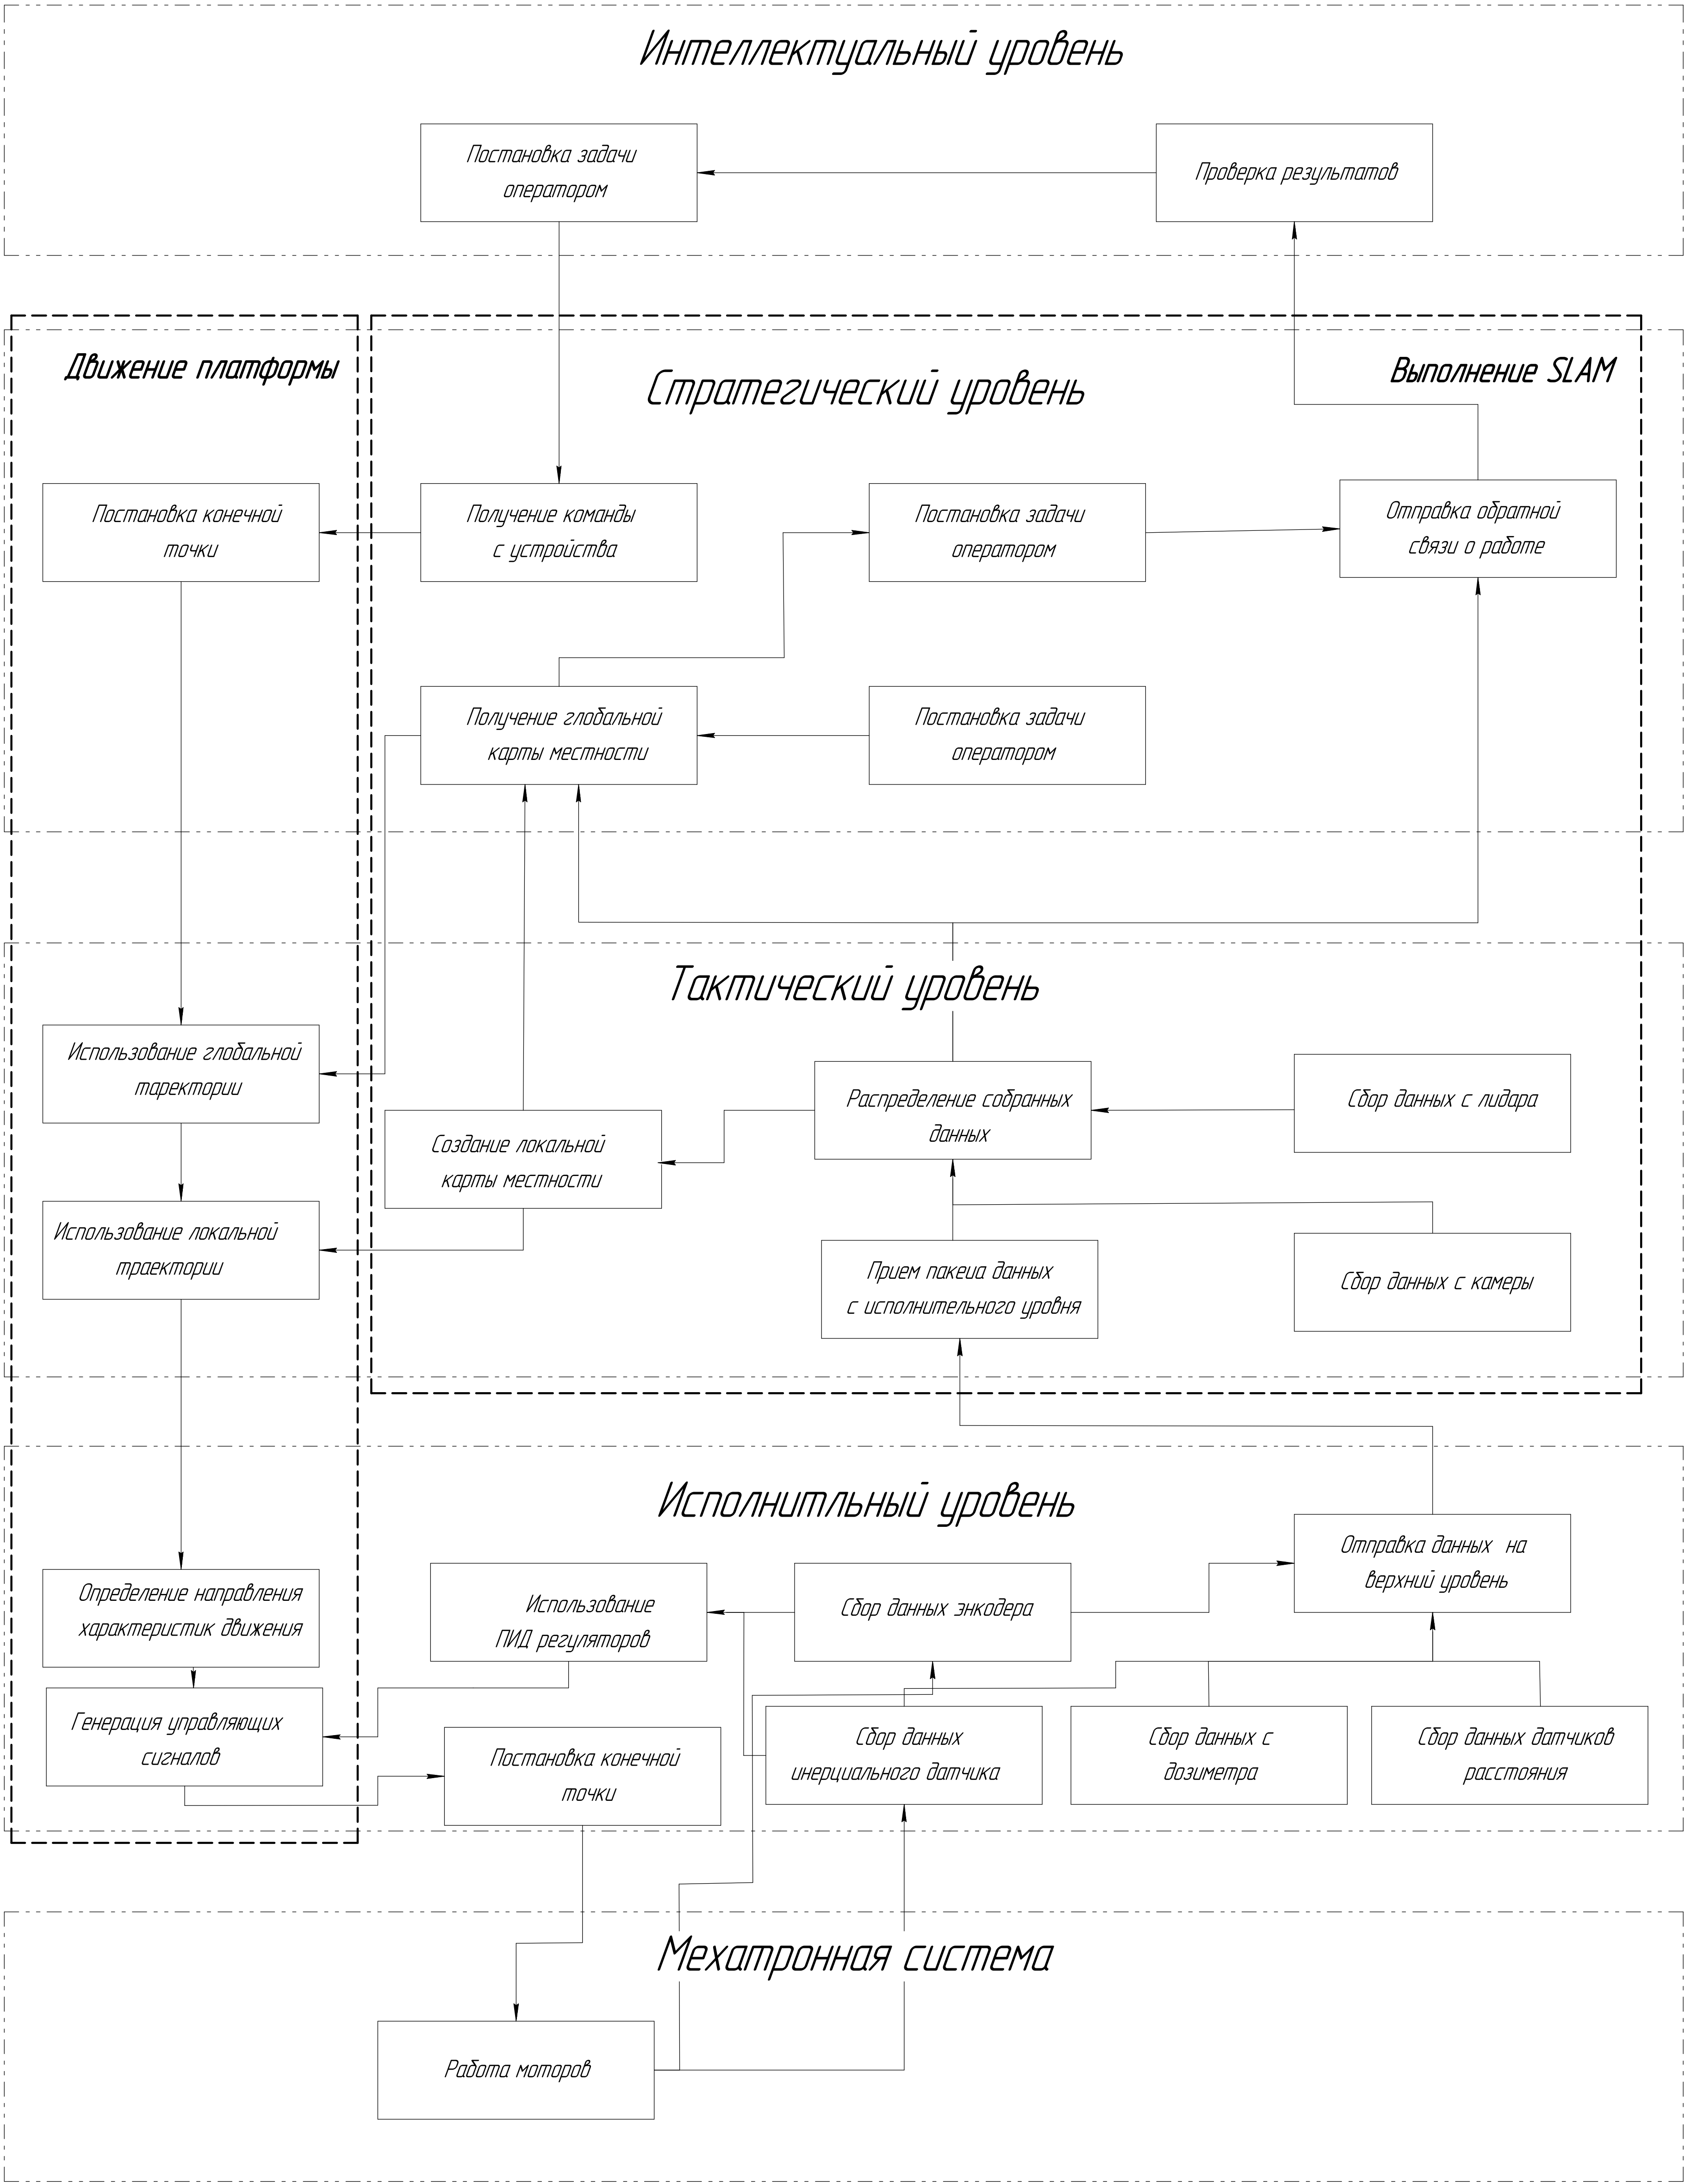 Интеллектуальный уровень
Постановка задачи
оператором
Проверка результатов
Движение платформы
Стратегический уровень
Выполнение SLAM
Постановка конечной
точки
Получение команды
с устройства
Постановка задачи
оператором
Отправка обратной
связи о работе
Получение глобальной
карты местности
Постановка задачи
оператором
Тактический уровень
Использование глобальной
таректории
Распределение собранных
данных
Сбор данных с лидара
Создание локальной
карты местности
Использование локальной
траектории
Прием пакеиа данных
с исполнительного уровня
Сбор данных с камеры
Исполнитльный уровень
Отправка данных на
верхний уровень
Определение направления
характеристик движения
Использование
ПИД регуляторов
Сбор данных энкодера
Генерация управляющих
сигналов
Постановка конечной
точки
Сбор данных
инерциального датчика
Сбор данных с
дозиметра
Сбор данных датчиков
расстояния
Мехатронная система
Работа моторов